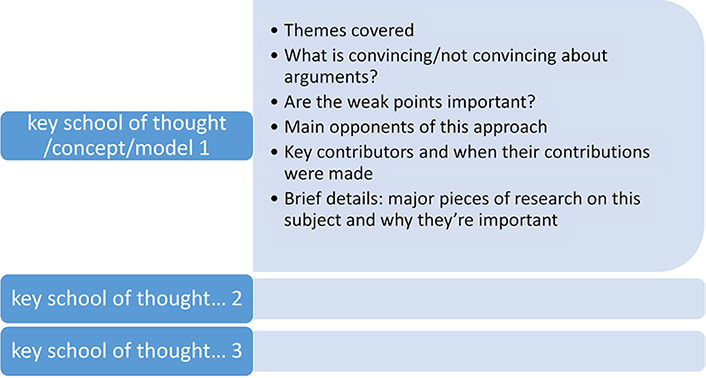 key school of thought
/concept/model 1
• Themes covered
• What is convincing/not convincing about
arguments?
• Are the weak points important?
• Main opponents of this approach
• Key contributors and when their contributions
were made
• Brief details: major pieces of research on this
subject and why they’re important
key school of thought... 2
key school of thought... 3